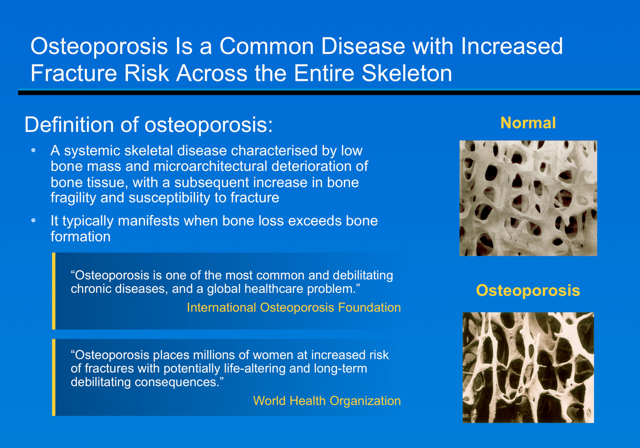 Osteoporosis Is a Common Disease with Increased
Fracture Risk Across the Entire Skeleton
Definition of osteoporosis:
• A systemic skeletal disease characterised by low
bone mass and microarchitectural deterioration of
bone tissue, with a subsequent increase in bone
fragility and susceptibility to fracture
• It typically manifests when bone loss exceeds bone
formation
“Osteoporosis is one of the most common and debilitating
chronic diseases, and a global healthcare problem.”
International Osteoporosis Foundation
“Osteoporosis places millions of women at increased risk
of fractures with potentially life-altering and long-term
debilitating consequences.”
World Health Organization
Normal
Osteoporosis